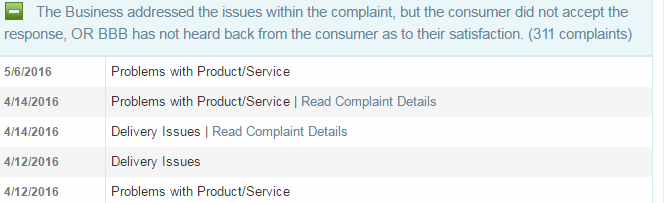 The Business addressed the issues within the complaint, but the consumer did not accept the
response, OR BBB has not heard back from the consumer as to their satisfaction. (311 complaints)
5/6/2016 Problems with Product/Service
4/14/2016 Problems with Product/Service | Read Complaint Details
4/14/2016 Delivery Issues | Read Complaint Details
4/12/2016 Delivery Issues
4/12/2016 Problems with Product/Service